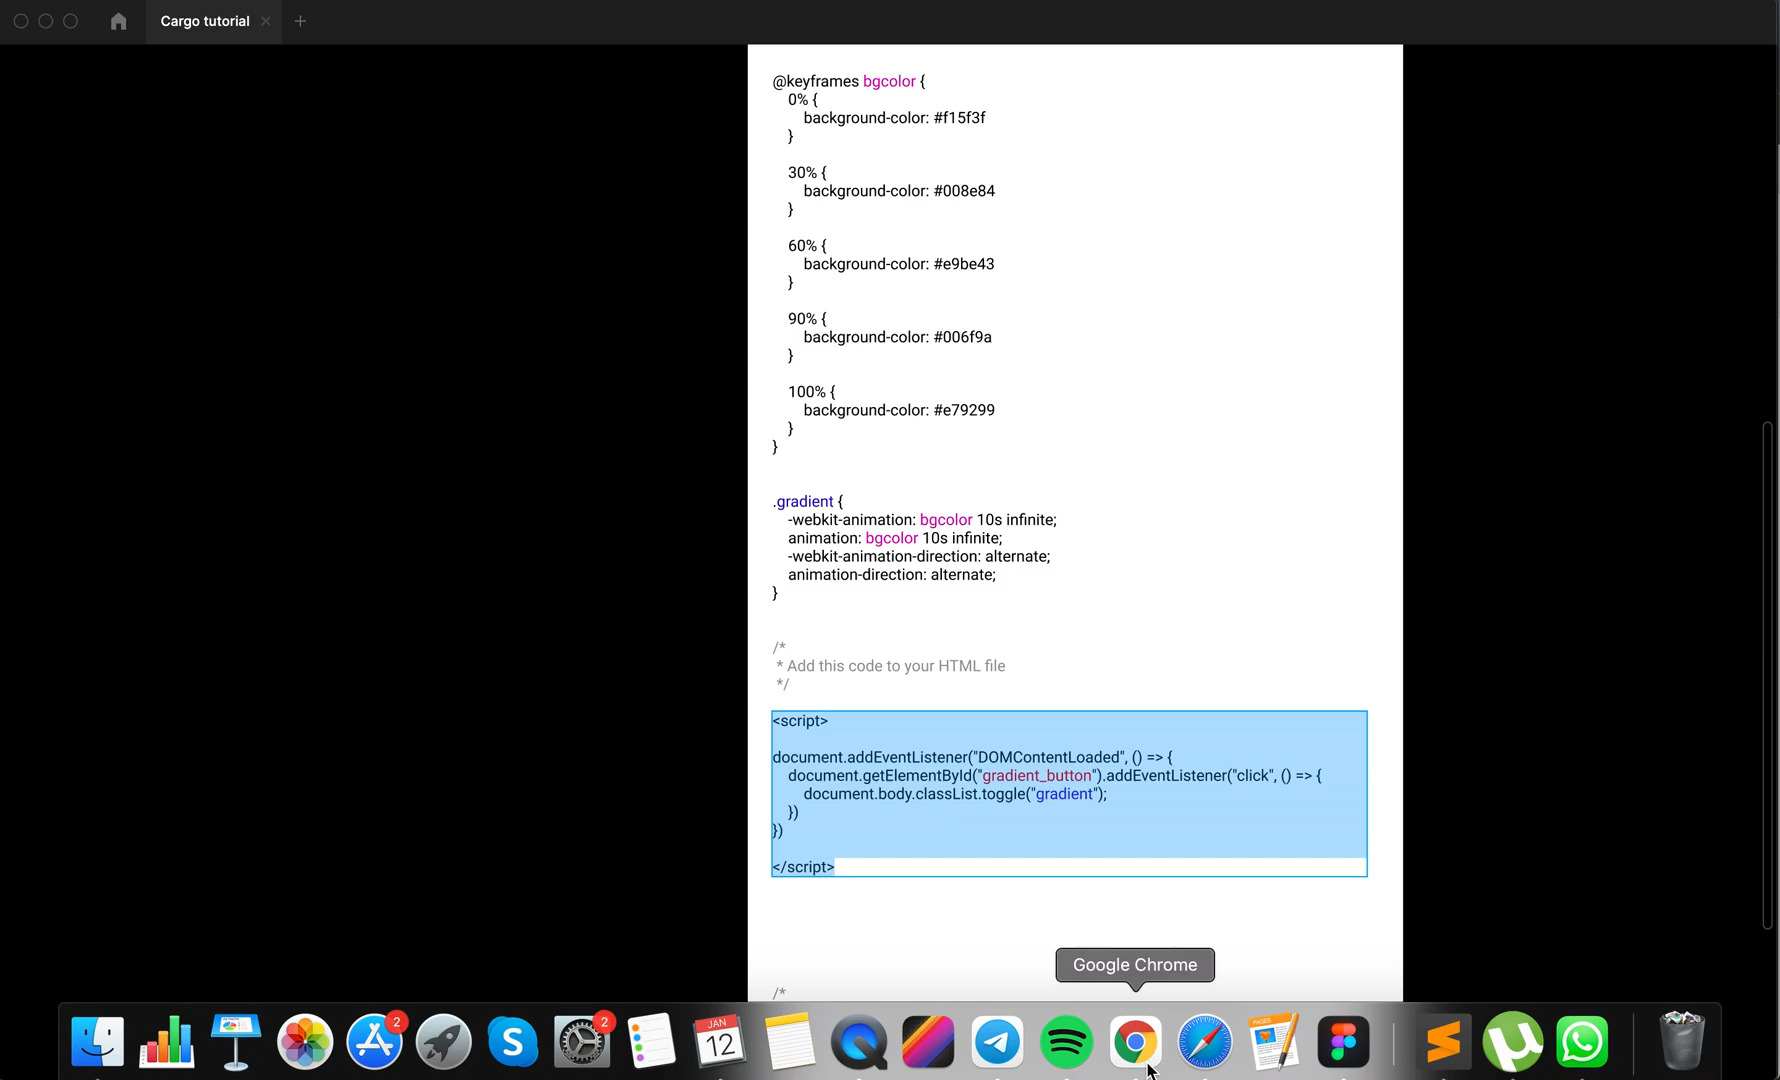 Cargo tutorial
@keyframes bgcolor {
0% {
background-color: #f15f3f
}
30% {
background-color: #008e84
}
60% {
background-color: #e9be43
}
90% {
background-color: #006f9a
}
100% {
background-color: #e79299
}
}
.gradient {
-webkit-animation: bgcolor 10s infinite;
animation: bgcolor 10s infinite;
-webkit-animation-direction: alternate;
animation-direction: alternate;
}
/*
* Add this code to your HTML file
*/
<script>
document.addEventListener("DOMContentLoaded", () => {
document.getElementById("gradient_button").addEventListener("click", () => {
document.body.classList.toggle("gradient");
})
})
</script>
Google Chrome
/*
2
2
JAN
12
PAGES